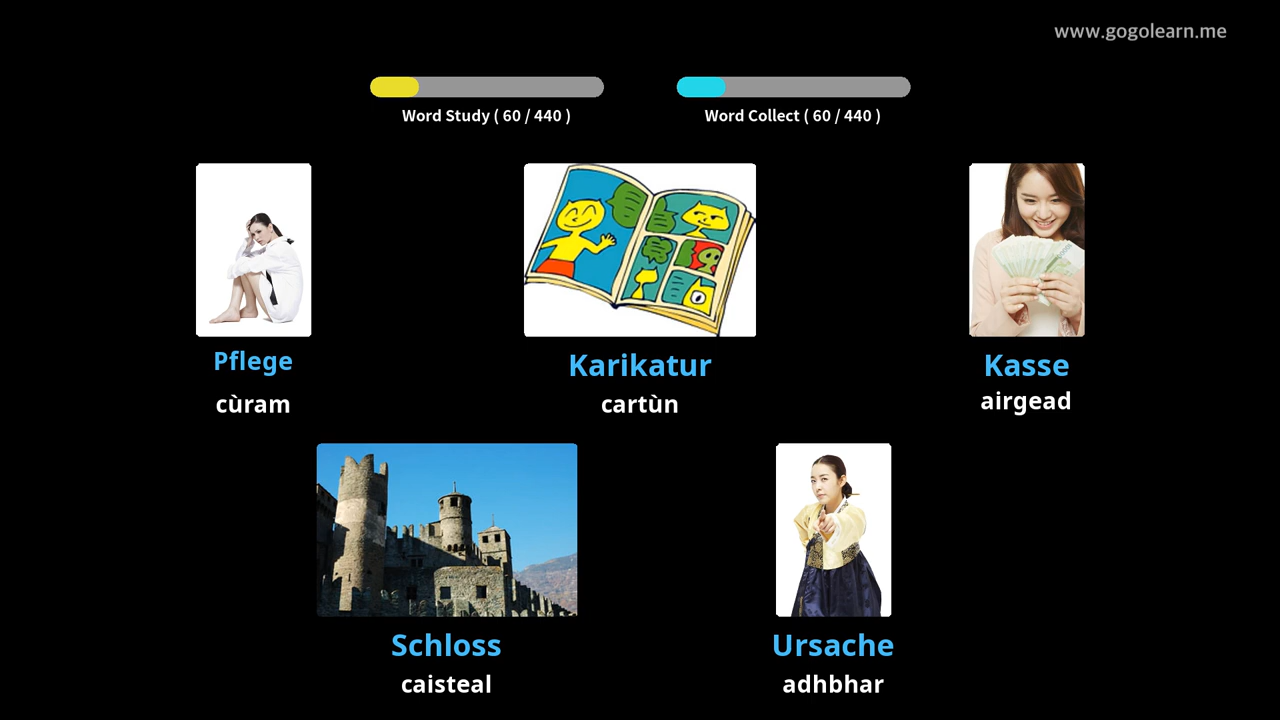 www.gogolearn.me
Word Study ( 60 / 440 )
Word Collect ( 60 / 440 )
Pflege
cùram
Karikatur
cartùn
Kasse
airgead
Schloss
caisteal
Ursache
adhbhar